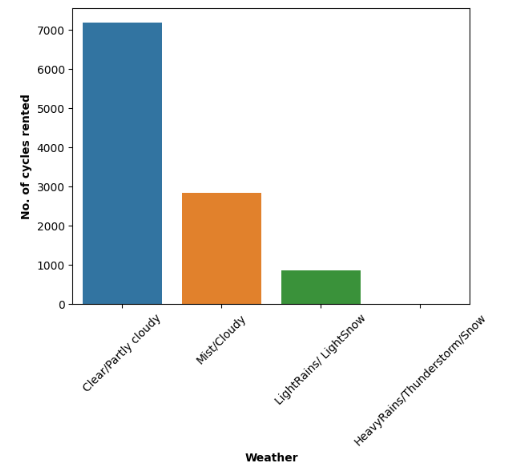 7000
6000
5000
4000
3000
2000
1000
0
No. of cycles rented
Clear/Partly cloudy
Mist/Cloudy
LightRains/ LightSnow
HeavyRains/Thunderstorm/Snow
Weather